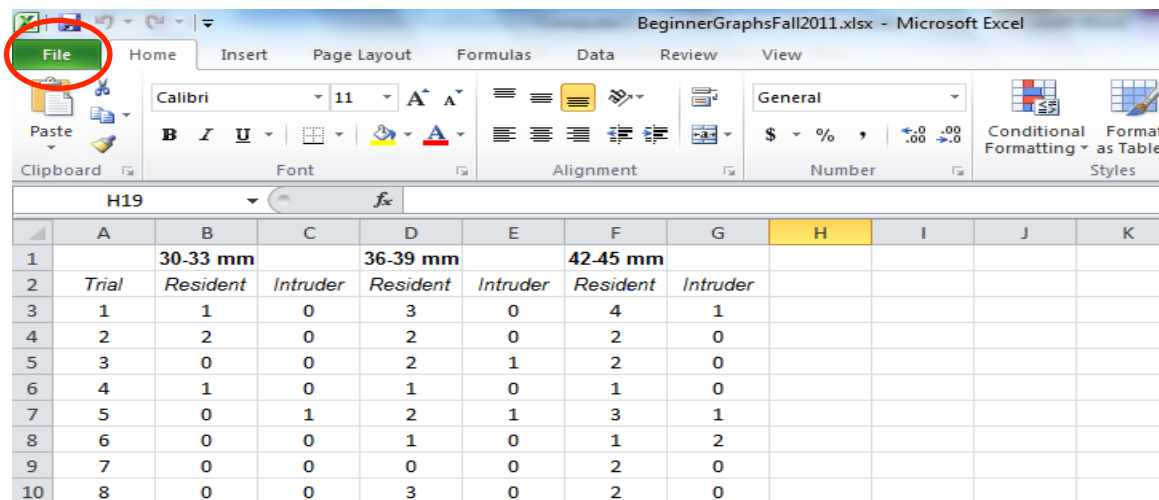 BeginnerGraphsFall2011.xlsx - Microsoft Excel
File Home Insert Page Layout Formulas Data Review View
Calibri 11 A A General
Paste B I U A a $ % , .0 .00 .00 .0 Conditional Format
Formatting as Table
Clipboard Font Alignment Number Styles
H19 fx
A B C D E F G H I J K
1 30-33 mm 36-39 mm 42-45 mm
2 Trial Resident Intruder Resident Intruder Resident Intruder
3 1 1 0 3 0 4 1
4 2 2 0 2 0 2 0
5 3 0 0 2 1 2 0
6 4 1 0 1 0 1 0
7 5 0 1 2 1 3 1
8 6 0 0 1 0 1 2
9 7 0 0 0 0 2 0
10 8 0 0 3 0 2 0